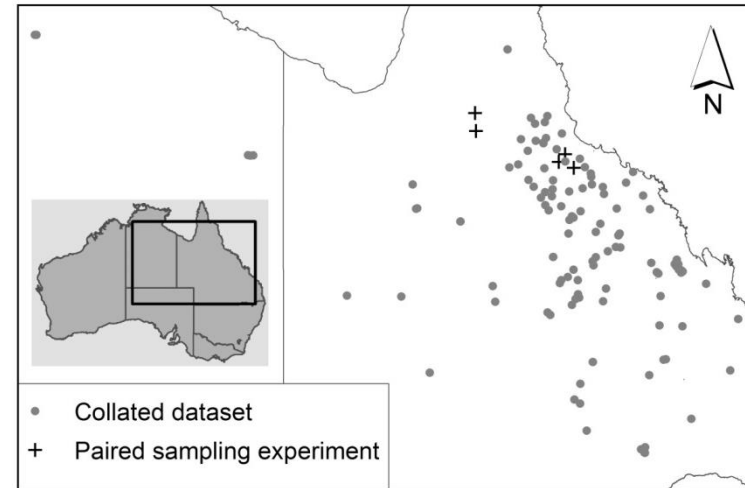 N
Collated dataset
+ Paired sampling experiment